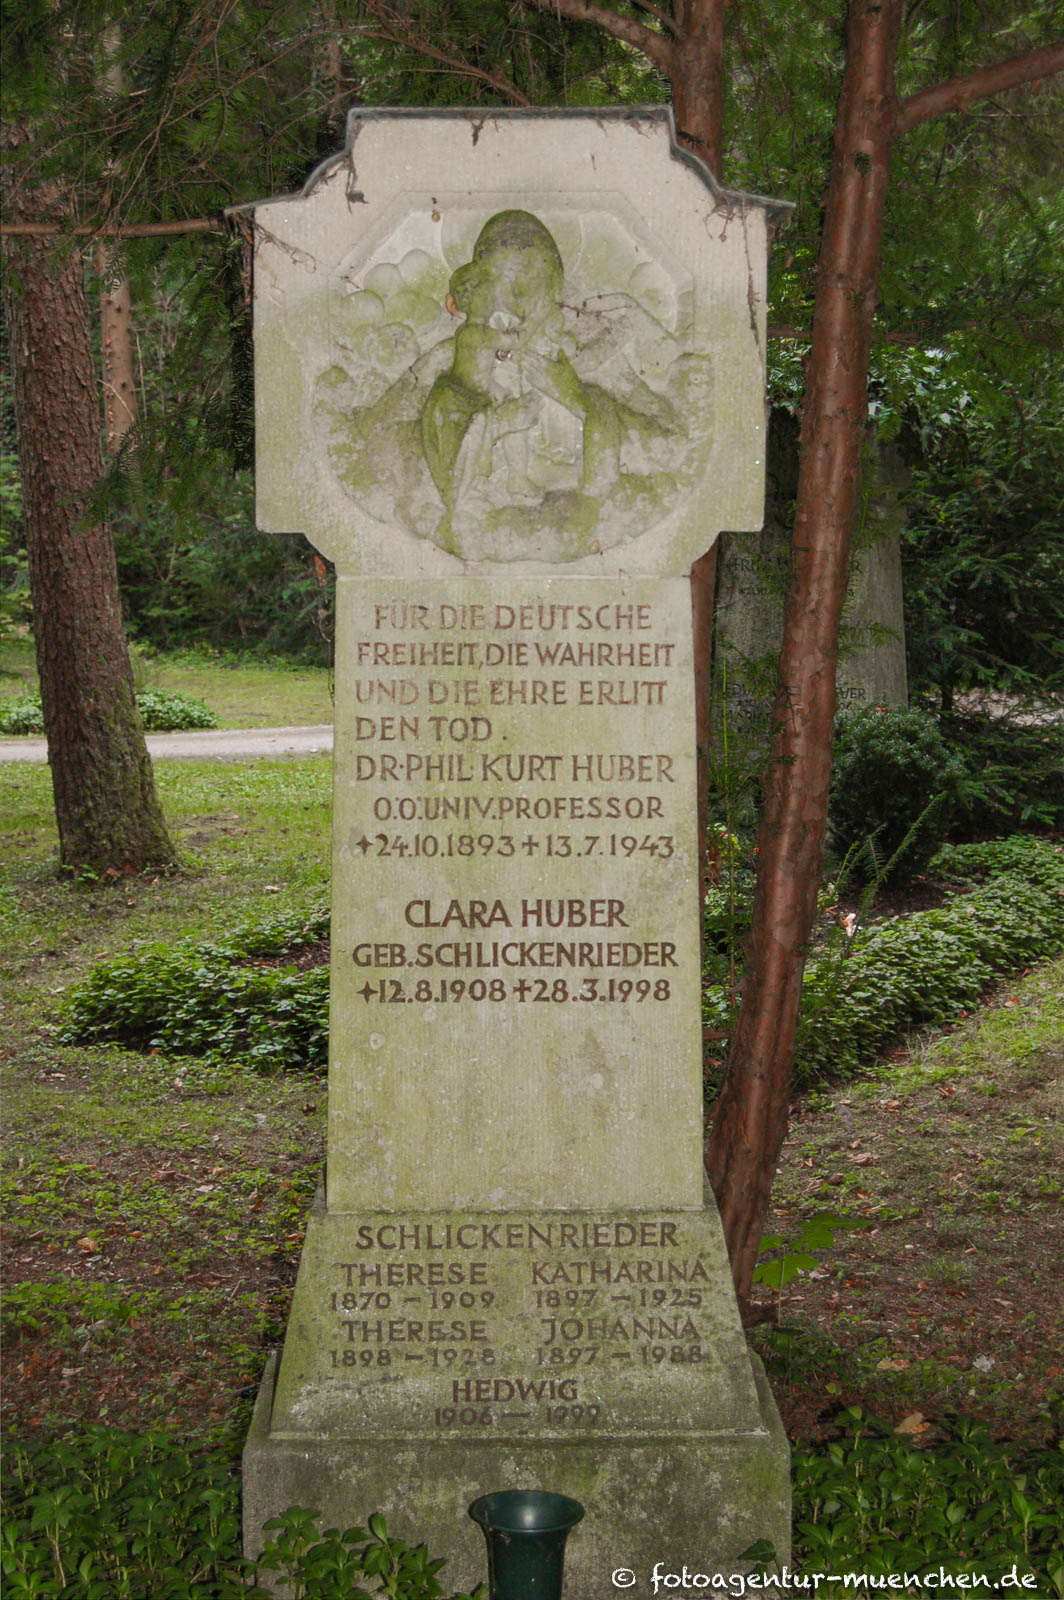 FÜR DIE DEUTSCHE
FREIHEIT, DIE WAHRHEIT
UND DIE EHRE ERLITT
DEN TOD.
DR·PHIL KURT HUBER
O.Ö. UNIV. PROFESSOR
✦24.10.1893 ✝ 13.7.1943
CLARA HUBER
GEB. SCHLICKENRIEDER
✦12.8.1908 ✝ 28.3.1998
SCHLICKENRIEDER
THERESE KATHARINA
1870 – 1909 1897 – 1925
THERESE JOHANNA
1898 – 1928 1897 – 1988
HEDWIG
1906 – 1999
© fotoagentur-muenchen.de